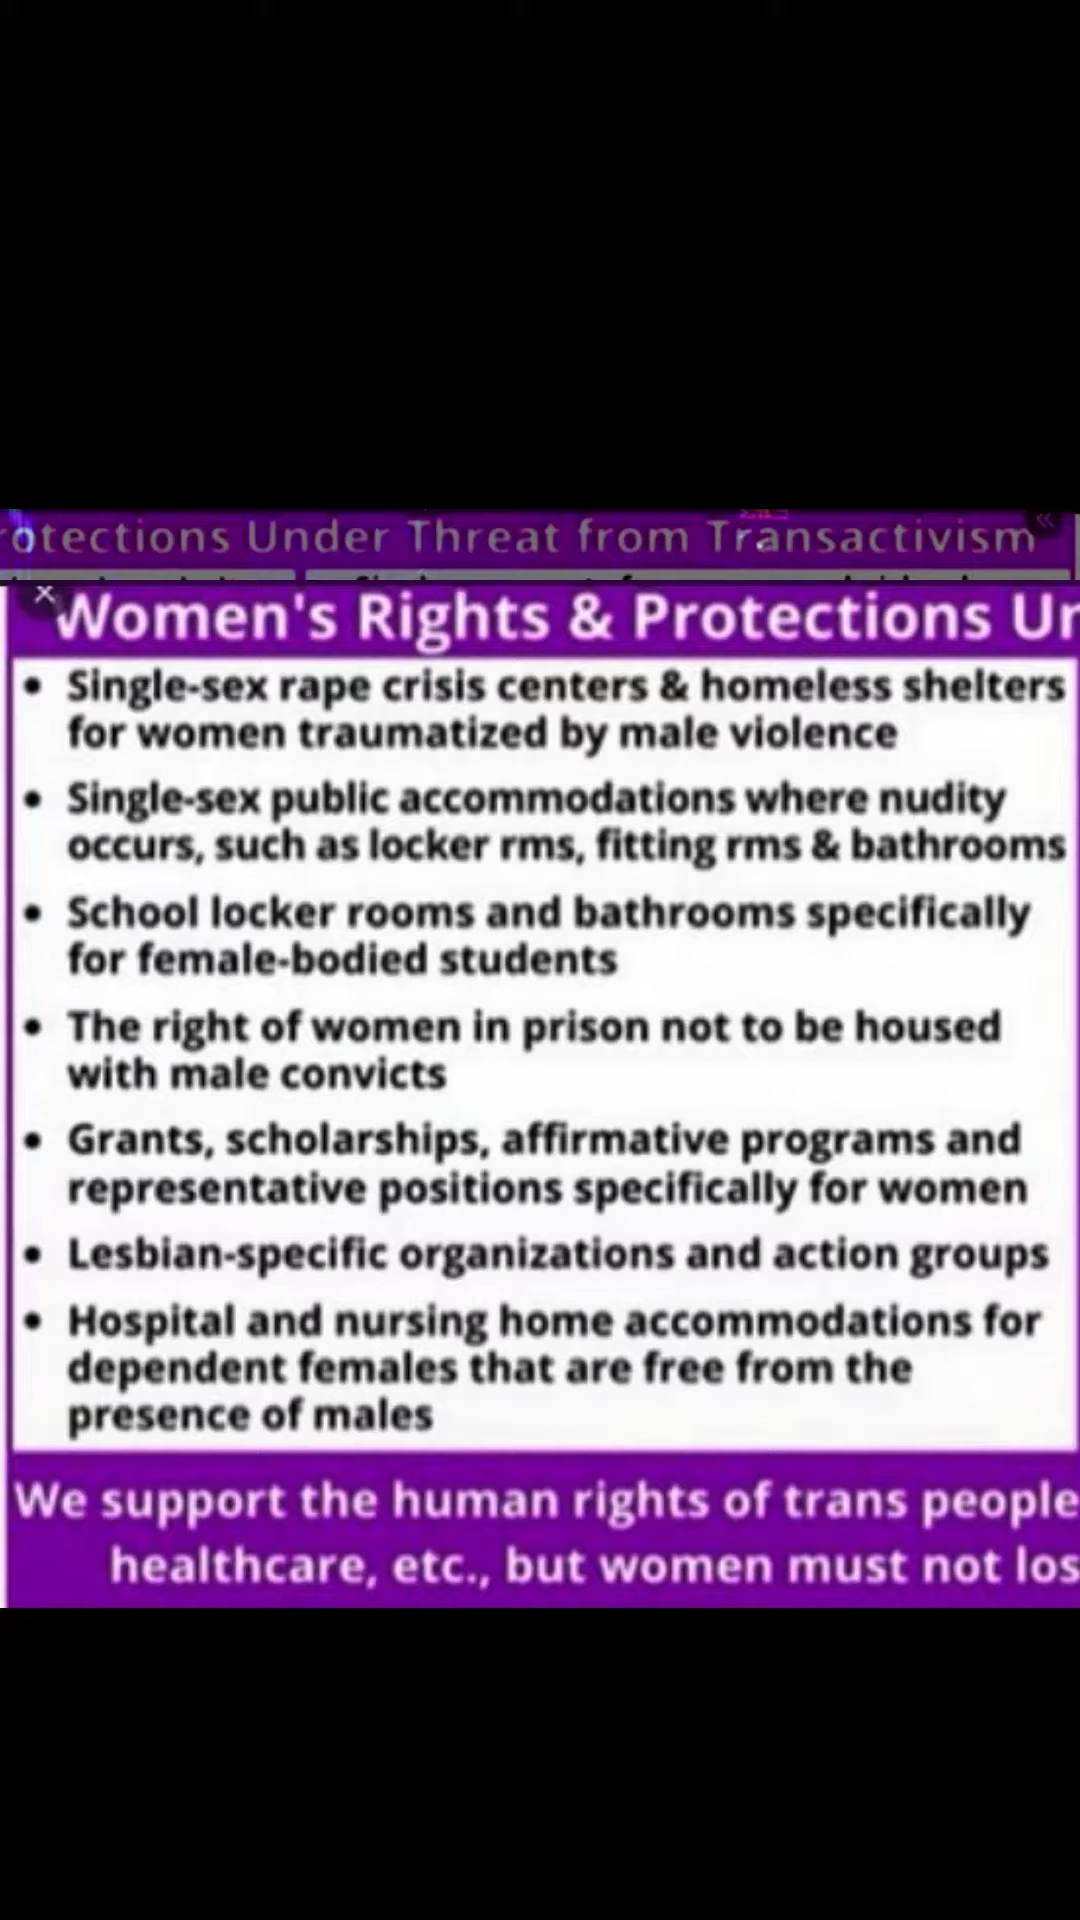 otections Under Threat from Transactivism
Women's Rights & Protections Un
• Single-sex rape crisis centers & homeless shelters
for women traumatized by male violence
• Single-sex public accommodations where nudity
occurs, such as locker rms, fitting rms & bathrooms
• School locker rooms and bathrooms specifically
for female-bodied students
• The right of women in prison not to be housed
with male convicts
• Grants, scholarships, affirmative programs and
representative positions specifically for women
• Lesbian-specific organizations and action groups
• Hospital and nursing home accommodations for
dependent females that are free from the
presence of males
We support the human rights of trans people
healthcare, etc., but women must not los